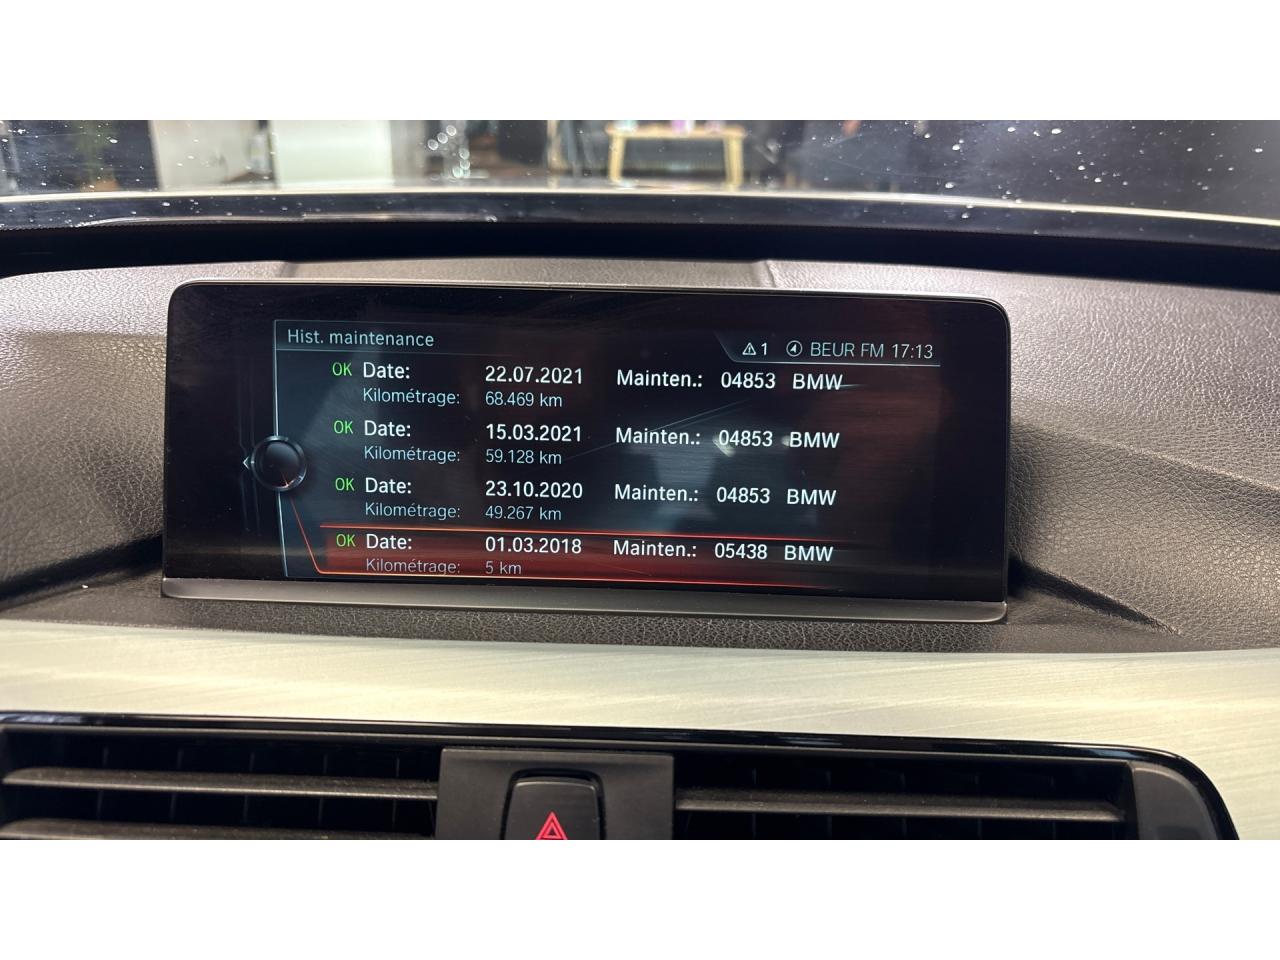 Hist. maintenance
1 BEUR FM 17:13
OK Date: 22.07.2021 Mainten.: 04853 BMW
Kilométrage: 68.469 km
OK Date: 15.03.2021 Mainten.: 04853 BMW
Kilométrage: 59.128 km
OK Date: 23.10.2020 Mainten.: 04853 BMW
Kilométrage: 49.267 km
OK Date: 01.03.2018 Mainten.: 05438 BMW
Kilométrage: 5 km